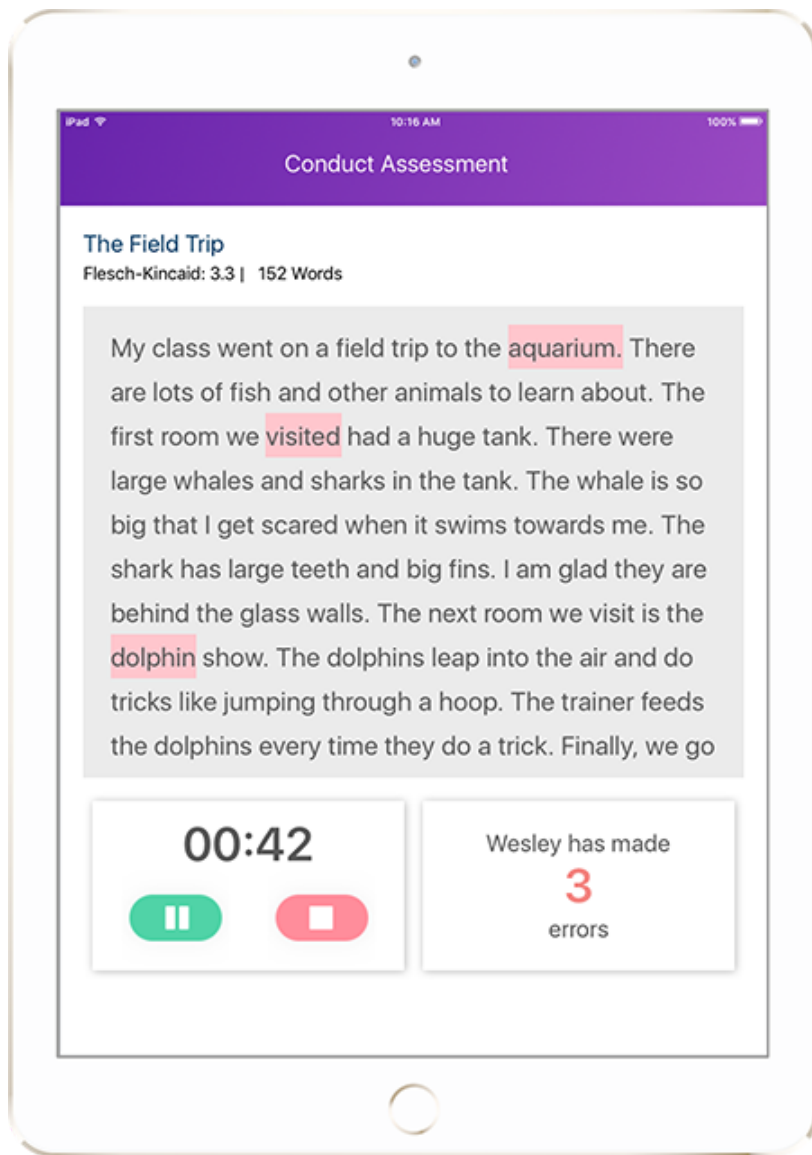 iPad 10:16 AM 100%
Conduct Assessment
The Field Trip
Flesch-Kincaid: 3.3 | 152 Words
My class went on a field trip to the aquarium. There
are lots of fish and other animals to learn about. The
first room we visited had a huge tank. There were
large whales and sharks in the tank. The whale is so
big that I get scared when it swims towards me. The
shark has large teeth and big fins. I am glad they are
behind the glass walls. The next room we visit is the
dolphin show. The dolphins leap into the air and do
tricks like jumping through a hoop. The trainer feeds
the dolphins every time they do a trick. Finally, we go
00:42
Wesley has made
3
errors